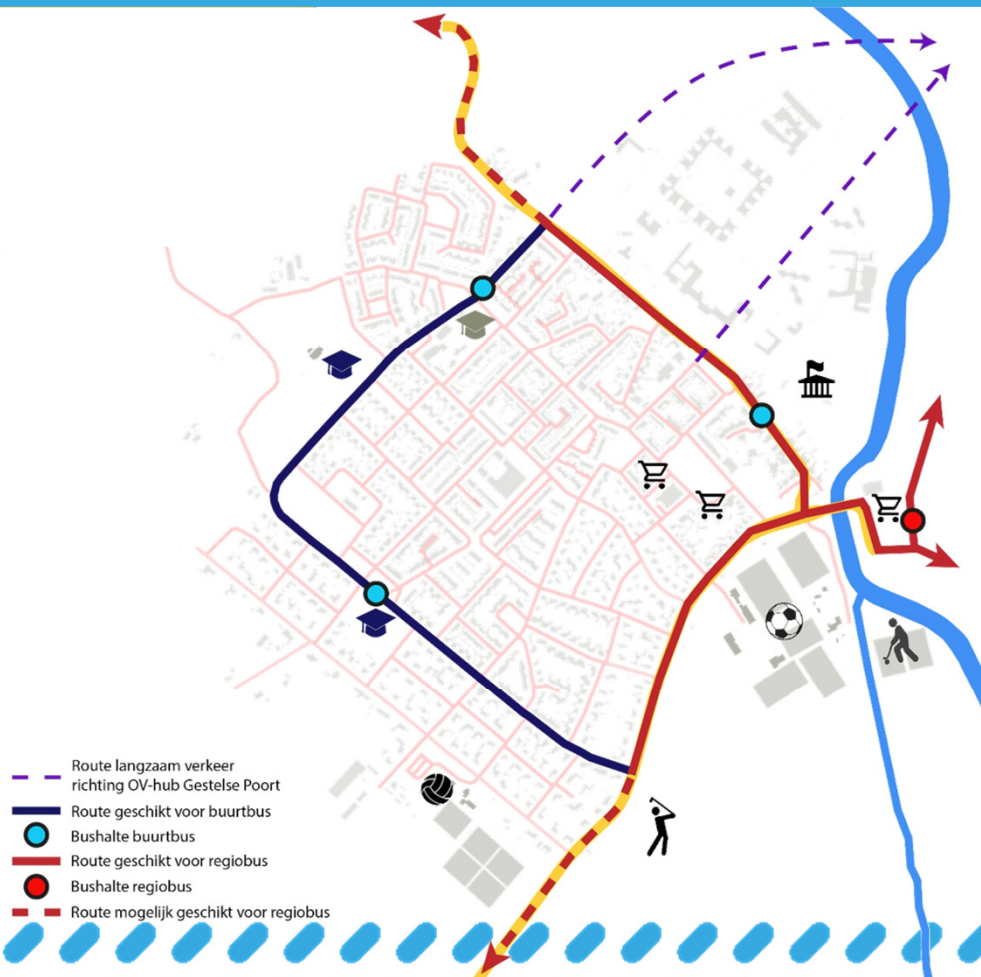 Route langzaam verkeer
richting OV-hub Gestelse Poort
Route geschikt voor buurtbus
Bushalte buurtbus
Route geschikt voor regiobus
Bushalte regiobus
Route mogelijk geschikt voor regiobus